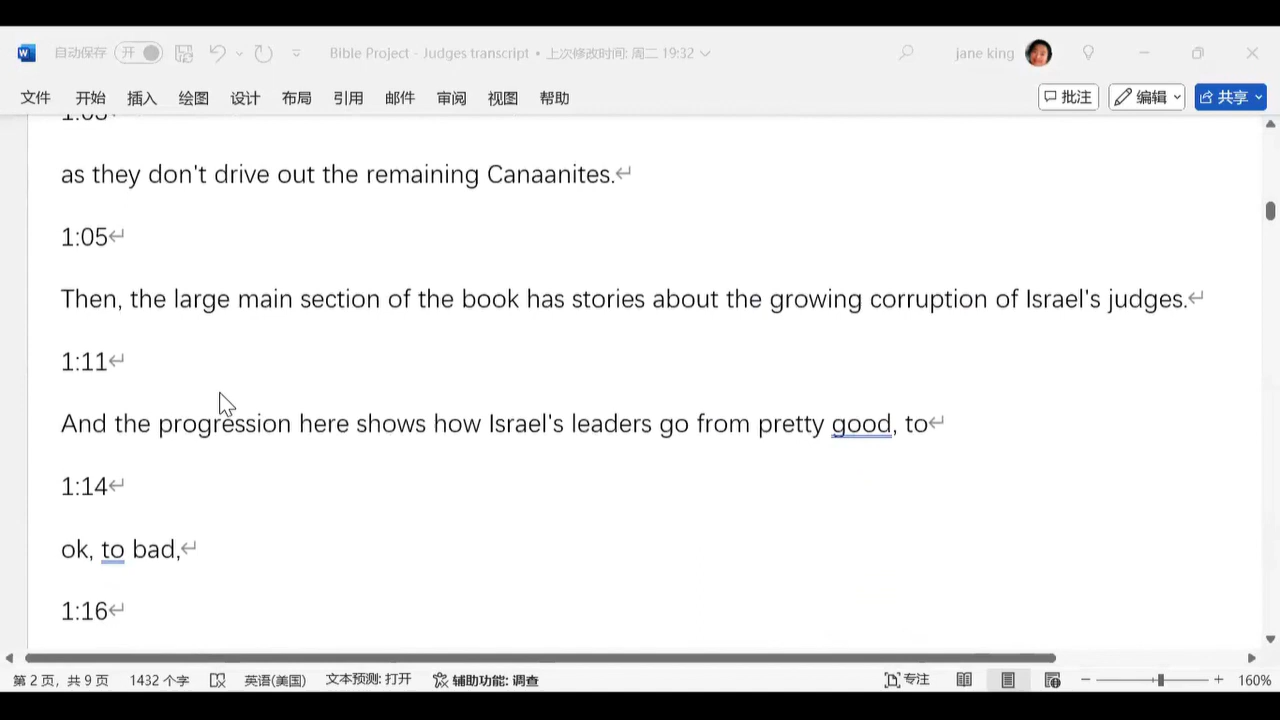 自动保存 开 Bible Project - Judges transcript • 上次修改时间: 周二 19:32 jane king
文件 开始 插入 绘图 设计 布局 引用 邮件 审阅 视图 帮助 批注 编辑 共享
as they don't drive out the remaining Canaanites.
1:05
Then, the large main section of the book has stories about the growing corruption of Israel's judges.
1:11
And the progression here shows how Israel's leaders go from pretty good, to
1:14
ok, to bad,
1:16
第 2 页，共 9 页 1432 个字 英语(美国) 文本预测: 打开 辅助功能: 调查 专注 160%